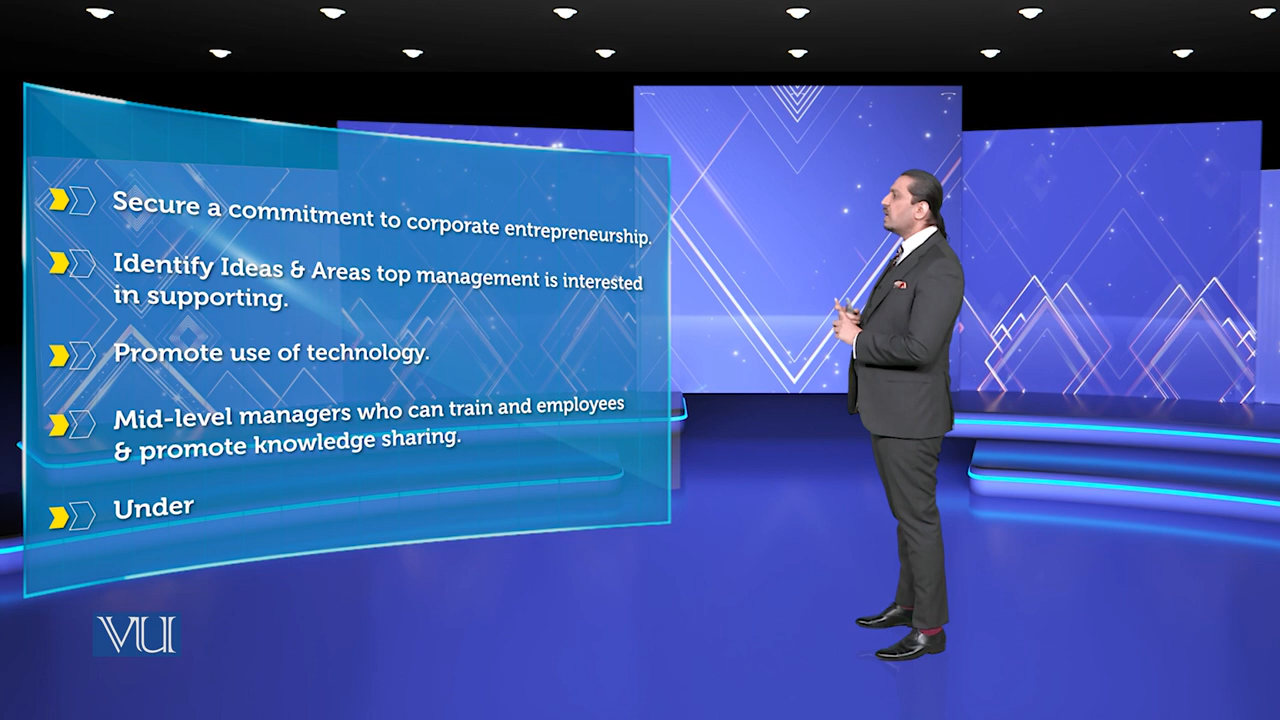 Secure a commitment to corporate entrepreneurship.
Identify Ideas & Areas top management is interested
in supporting.
Promote use of technology.
Mid-level managers who can train and employees
& promote knowledge sharing.
Under
VU